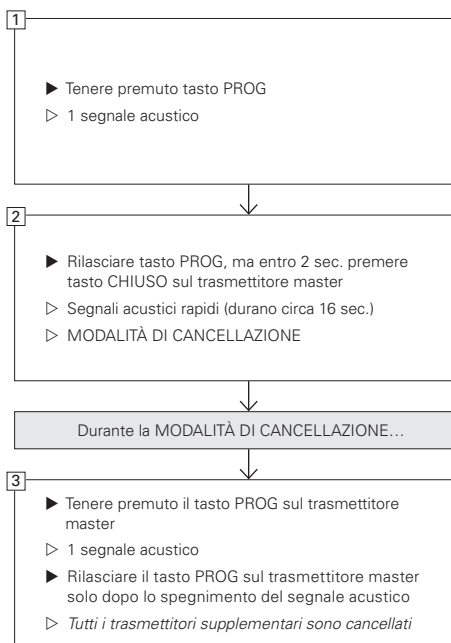 1
▶ Tenere premuto tasto PROG
▷ 1 segnale acustico
2
▶ Rilasciare tasto PROG, ma entro 2 sec. premere
tasto CHIUSO sul trasmettitore master
▷ Segnali acustici rapidi (durano circa 16 sec.)
▷ MODALITÀ DI CANCELLAZIONE
Durante la MODALITÀ DI CANCELLAZIONE…
3
▶ Tenere premuto il tasto PROG sul trasmettitore
master
▷ 1 segnale acustico
▶ Rilasciare il tasto PROG sul trasmettitore master
solo dopo lo spegnimento del segnale acustico
▷ Tutti i trasmettitori supplementari sono cancellati